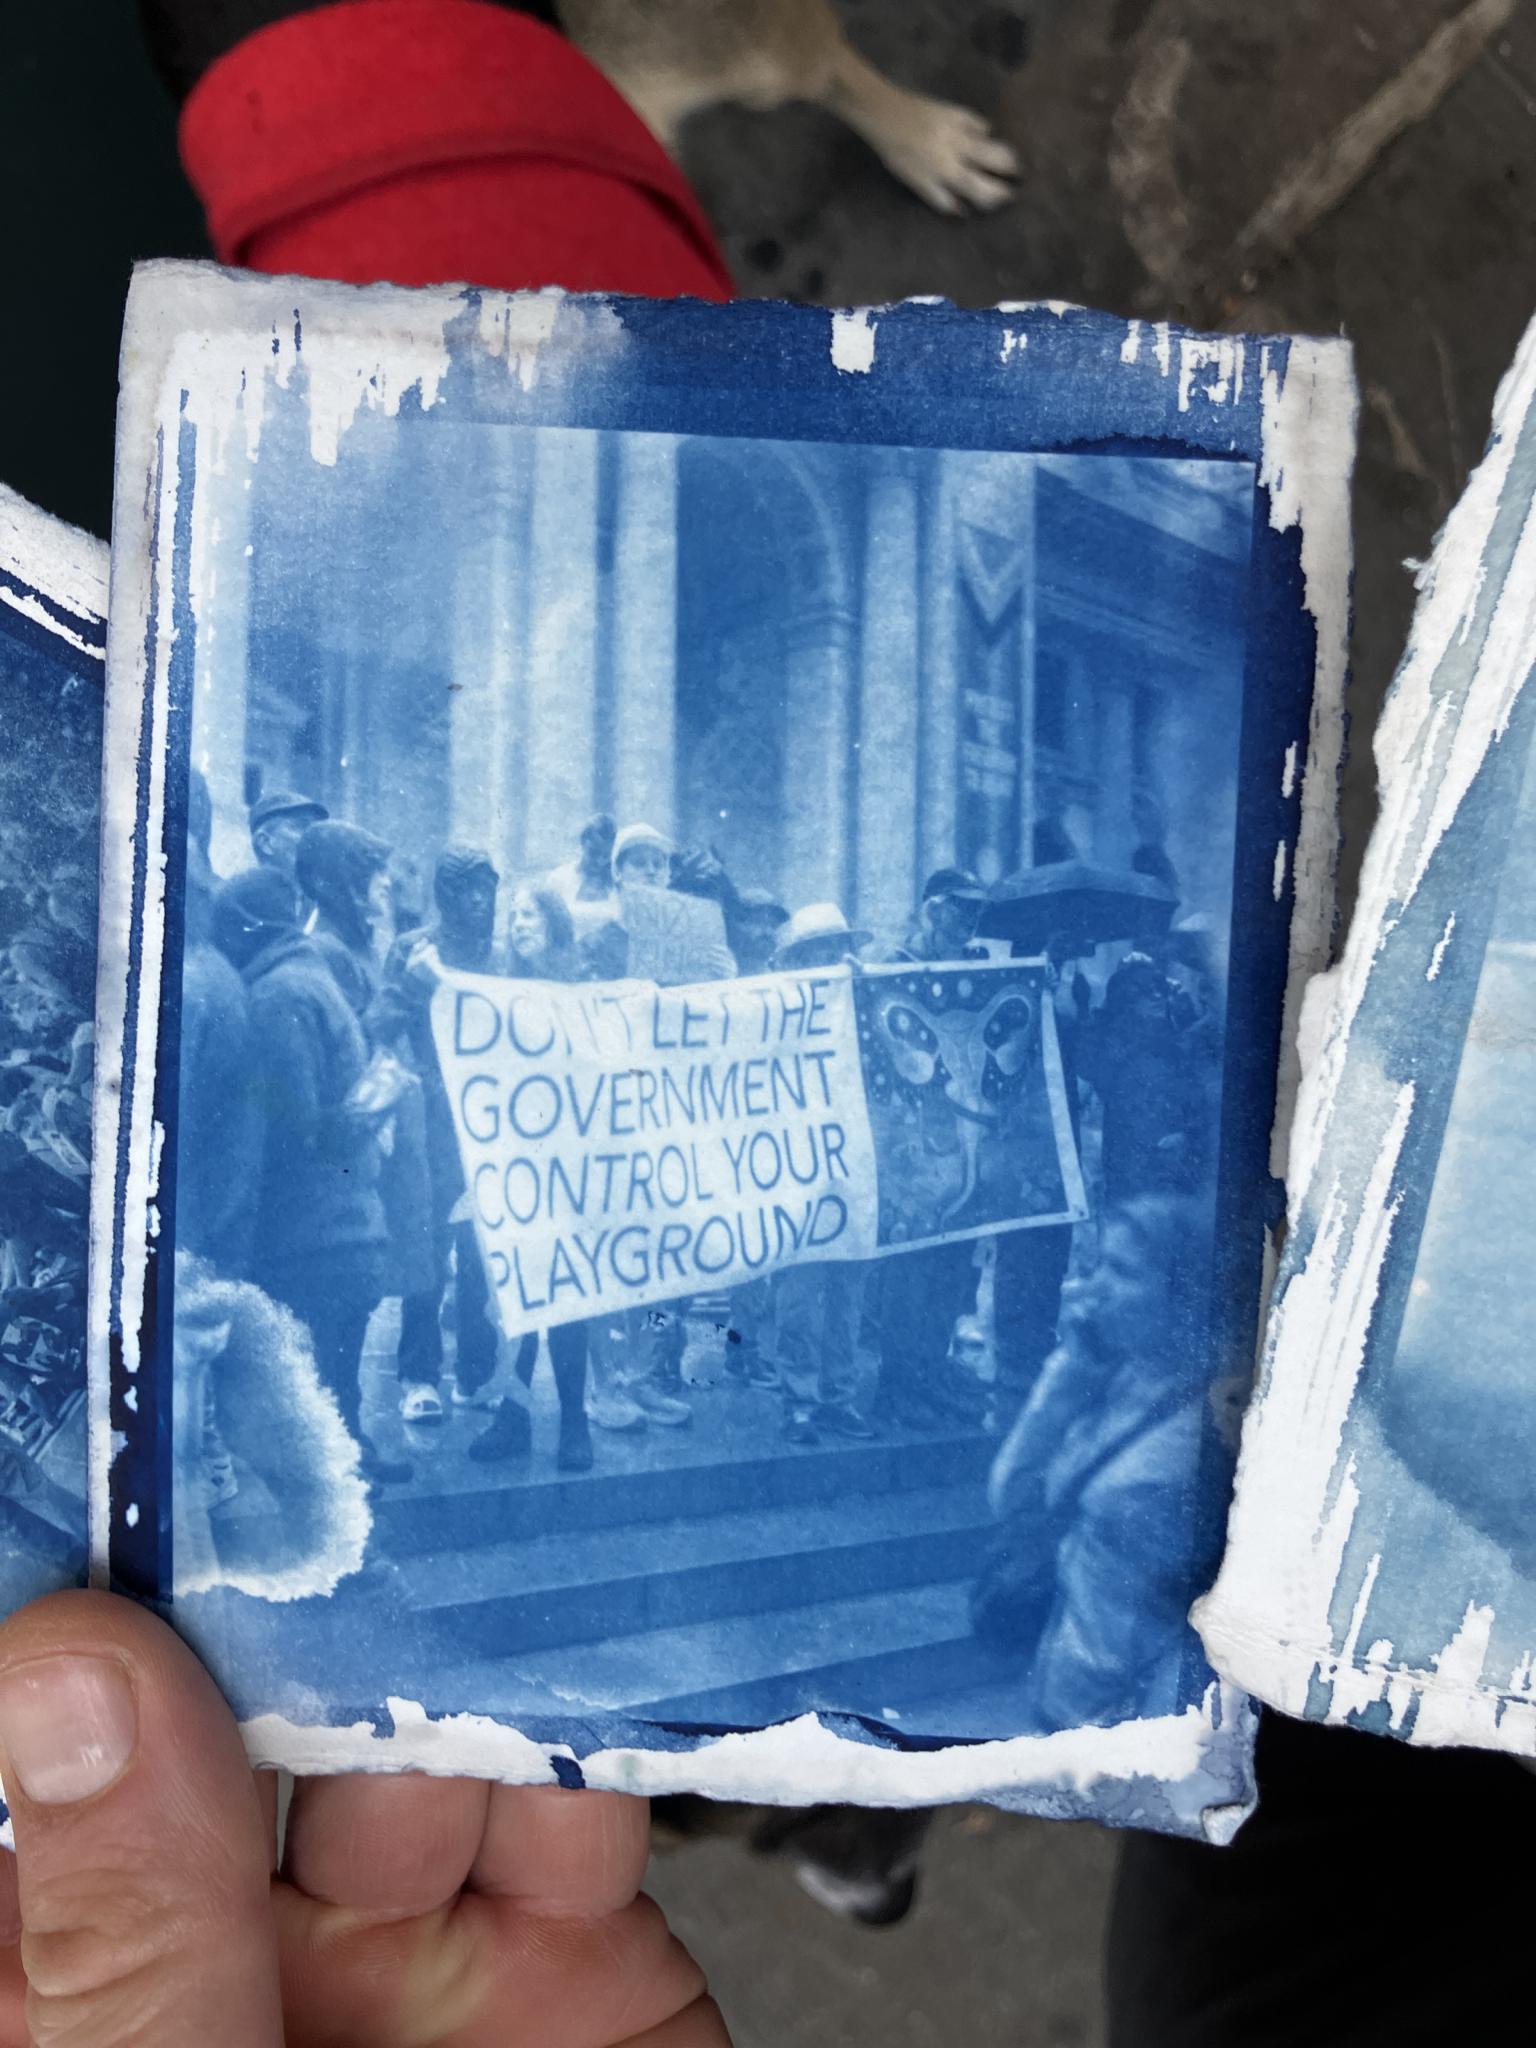 DON'T LET THE
GOVERNMENT
CONTROL YOUR
PLAYGROUND